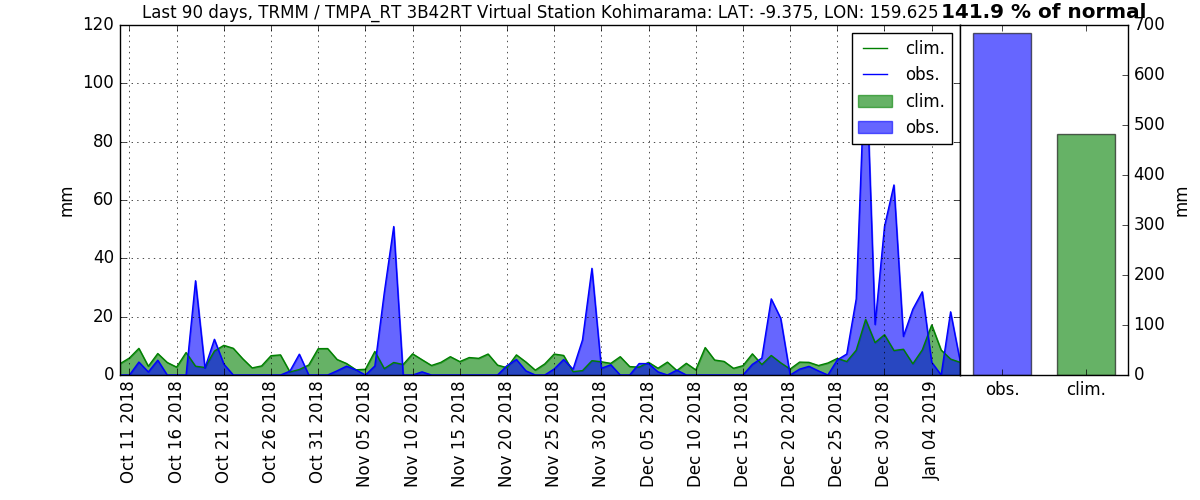 Last 90 days, TRMM / TMPA_RT 3B42RT Virtual Station Kohimarama: LAT: -9.375, LON: 159.625 141.9 % of normal
120
100
80
60
40
20
0
mm
clim.
obs.
clim.
obs.
Oct 11 2018
Oct 16 2018
Oct 21 2018
Oct 26 2018
Oct 31 2018
Nov 05 2018
Nov 10 2018
Nov 15 2018
Nov 20 2018
Nov 25 2018
Nov 30 2018
Dec 05 2018
Dec 10 2018
Dec 15 2018
Dec 20 2018
Dec 25 2018
Dec 30 2018
Jan 04 2019
obs.
clim.
700
600
500
400
300
200
100
0
mm